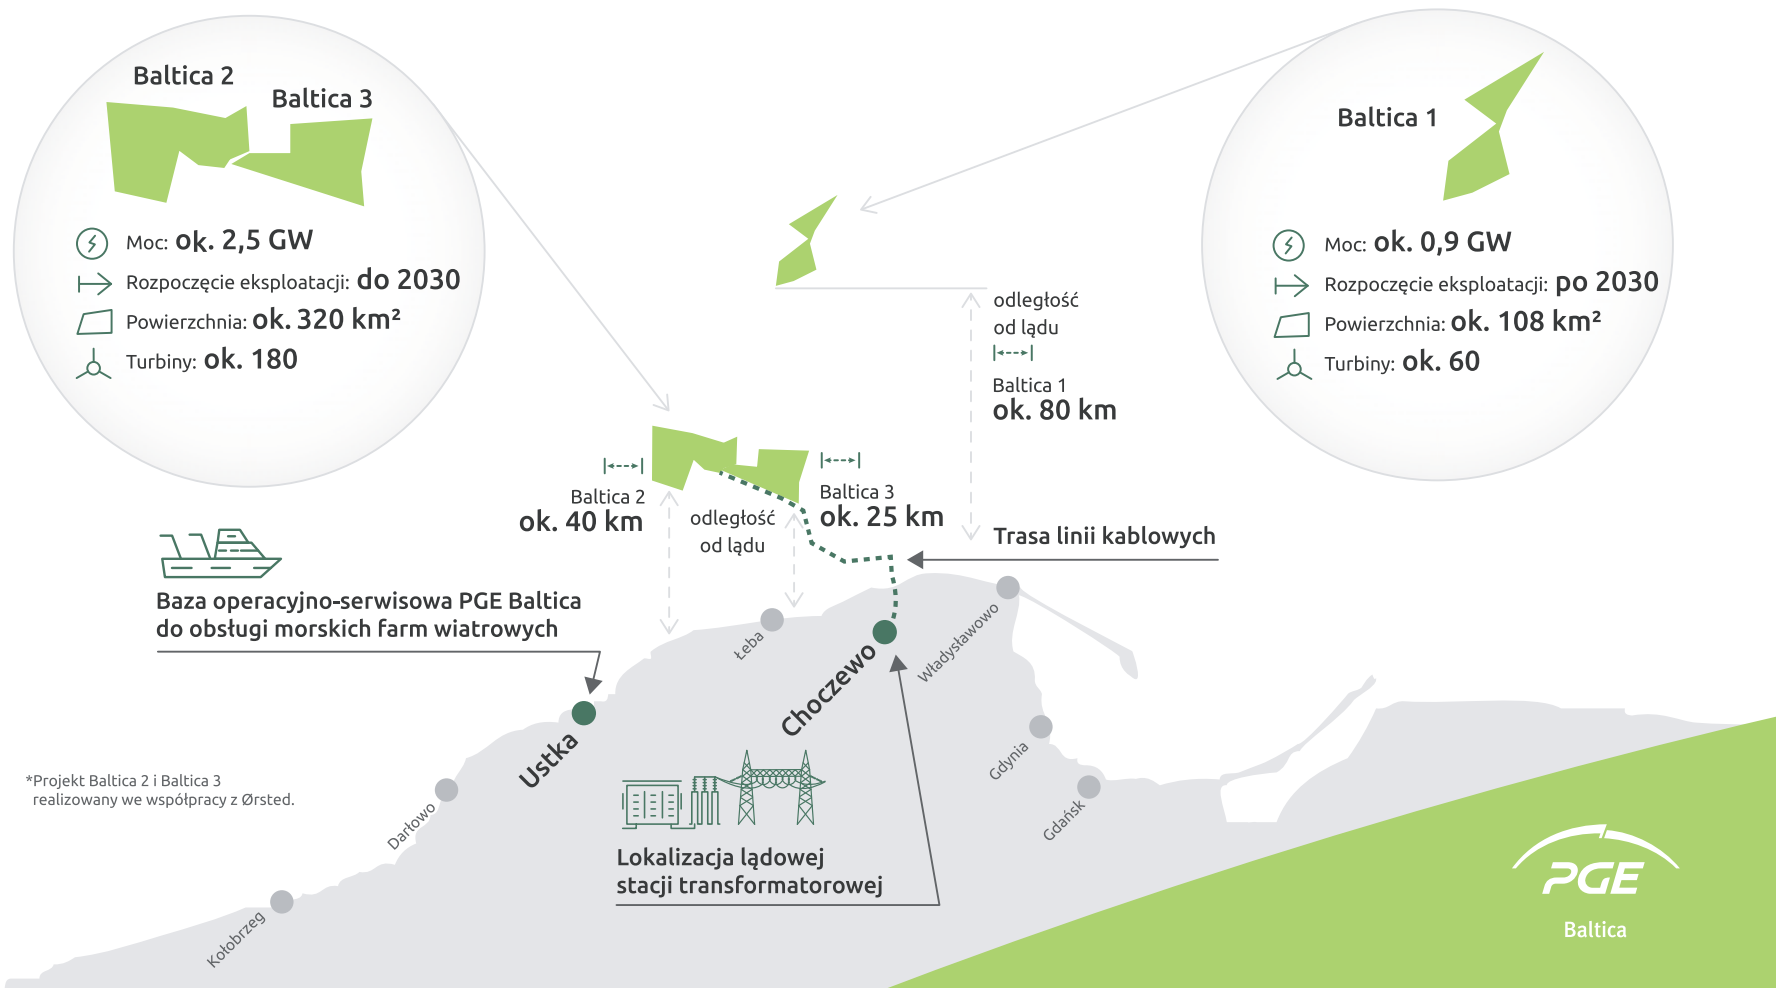 Baltica 2
Baltica 3
Moc: ok. 2,5 GW
Rozpoczęcie eksploatacji: do 2030
Powierzchnia: ok. 320 km²
Turbiny: ok. 180
Baltica 1
Moc: ok. 0,9 GW
Rozpoczęcie eksploatacji: po 2030
Powierzchnia: ok. 108 km²
Turbiny: ok. 60
odległość
od lądu
Baltica 1
ok. 80 km
Baltica 2
ok. 40 km
odległość
od lądu
Baltica 3
ok. 25 km
Trasa linii kablowych
Baza operacyjno-serwisowa PGE Baltica
do obsługi morskich farm wiatrowych
Łeba
Choczewo
Władysławowo
Ustka
Gdynia
Gdańsk
Darłowo
Kołobrzeg
*Projekt Baltica 2 i Baltica 3
realizowany we współpracy z Ørsted.
Lokalizacja lądowej
stacji transformatorowej
PGE
Baltica